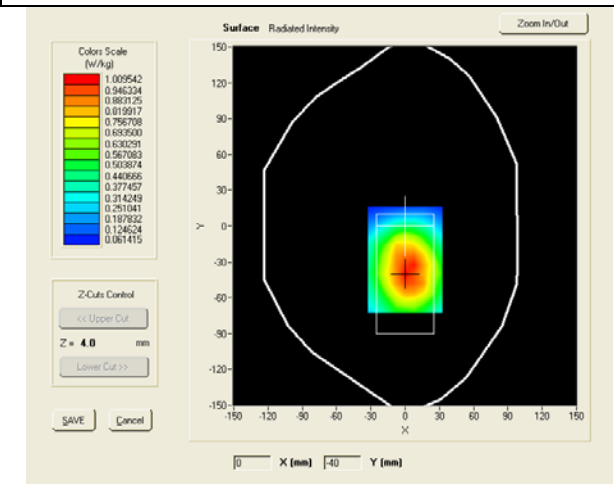 Surface Radiated Intensity
Zoom In/Out
Colors Scale
(W/kg)
1.009542
0.946334
0.883125
0.819917
0.756708
0.693500
0.630291
0.567083
0.503874
0.440666
0.377457
0.314249
0.251041
0.187832
0.124624
0.061415
150
120
90
60
30
0
-30
-60
-90
-120
-150
Y
-150 -120 -90 -60 -30 0 30 60 90 120 150
X
Z-Cuts Control
<< Upper Cut
Z = 4.0 mm
Lower Cut >>
SAVE Cancel
0 X (mm) -40 Y (mm)